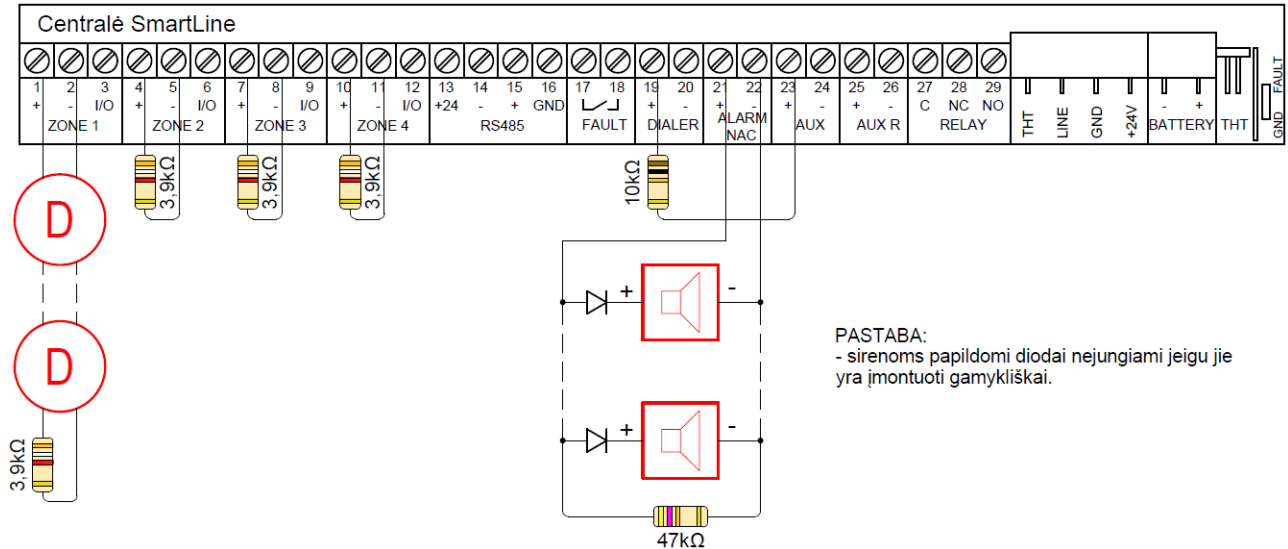 Centralė SmartLine
1 2 3 4 5 6 7 8 9 10 11 12 13 14 15 16 17 18 19 20 21 22 23 24 25 26 27 28 29
+ - I/O + - I/O + - I/O + - I/O +24 - + GND + - + - + - + - C NC NO
ZONE 1 ZONE 2 ZONE 3 ZONE 4 RS485 FAULT DIALER ALARM NAC AUX AUX R RELAY
THT LINE GND +24V
- +
BATTERY
THT
GND FAULT
3,9kΩ
3,9kΩ
3,9kΩ
10kΩ
D
D
3,9kΩ
+ -
+ -
47kΩ
PASTABA:
- sirenoms papildomi diodai nejungiami jeigu jie
yra įmontuoti gamykliškai.